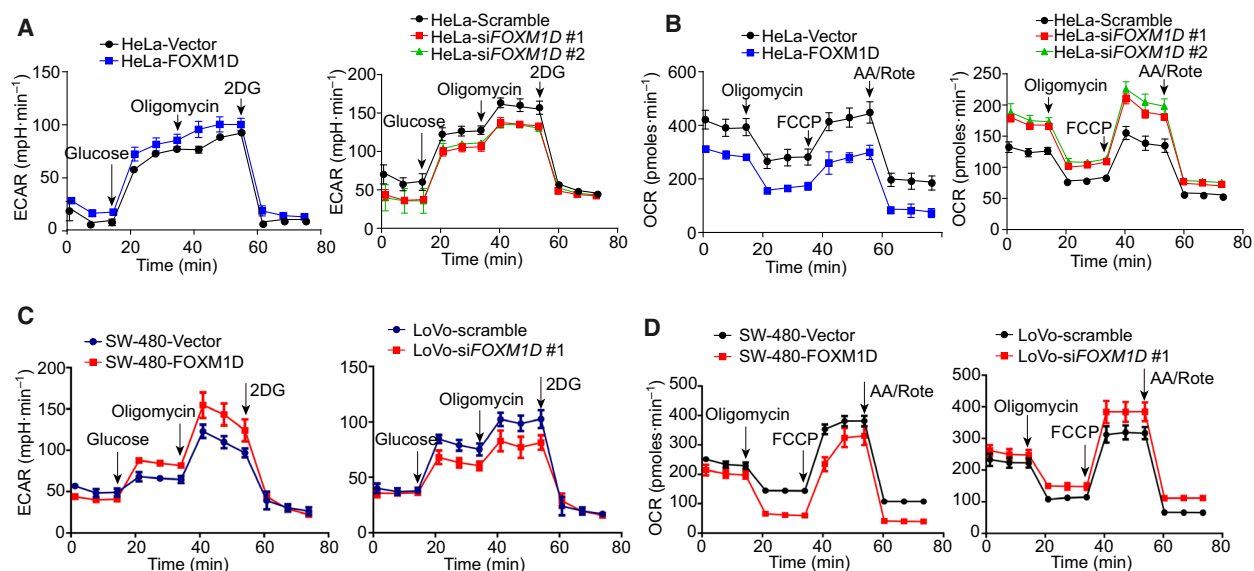 A
HeLa-Vector
HeLa-FOXM1D
ECAR (mpH·min⁻¹)
150
100
50
0
Glucose
Oligomycin
2DG
0 20 40 60 80
Time (min)
HeLa-Scramble
HeLa-siFOXM1D #1
HeLa-siFOXM1D #2
ECAR (mpH·min⁻¹)
200
150
100
50
0
Glucose
Oligomycin
2DG
0 20 40 60 80
Time (min)
B
HeLa-Vector
HeLa-FOXM1D
OCR (pmoles·min⁻¹)
600
400
200
0
Oligomycin
FCCP
AA/Rote
0 20 40 60 80
Time (min)
HeLa-Scramble
HeLa-siFOXM1D #1
HeLa-siFOXM1D #2
OCR (pmoles·min⁻¹)
250
200
150
100
50
0
Oligomycin
FCCP
AA/Rote
0 20 40 60 80
Time (min)
C
SW-480-Vector
SW-480-FOXM1D
ECAR (mpH·min⁻¹)
200
150
100
50
0
Glucose
Oligomycin
2DG
0 20 40 60 80
Time (min)
LoVo-scramble
LoVo-siFOXM1D #1
ECAR (mpH·min⁻¹)
150
100
50
0
Glucose
Oligomycin
2DG
0 20 40 60 80
Time (min)
D
SW-480-Vector
SW-480-FOXM1D
OCR (pmoles·min⁻¹)
500
400
300
200
100
0
Oligomycin
FCCP
AA/Rote
0 20 40 60 80
Time (min)
LoVo-scramble
LoVo-siFOXM1D #1
OCR (pmoles·min⁻¹)
400
300
200
100
0
Oligomycin
FCCP
AA/Rote
0 20 40 60 80
Time (min)